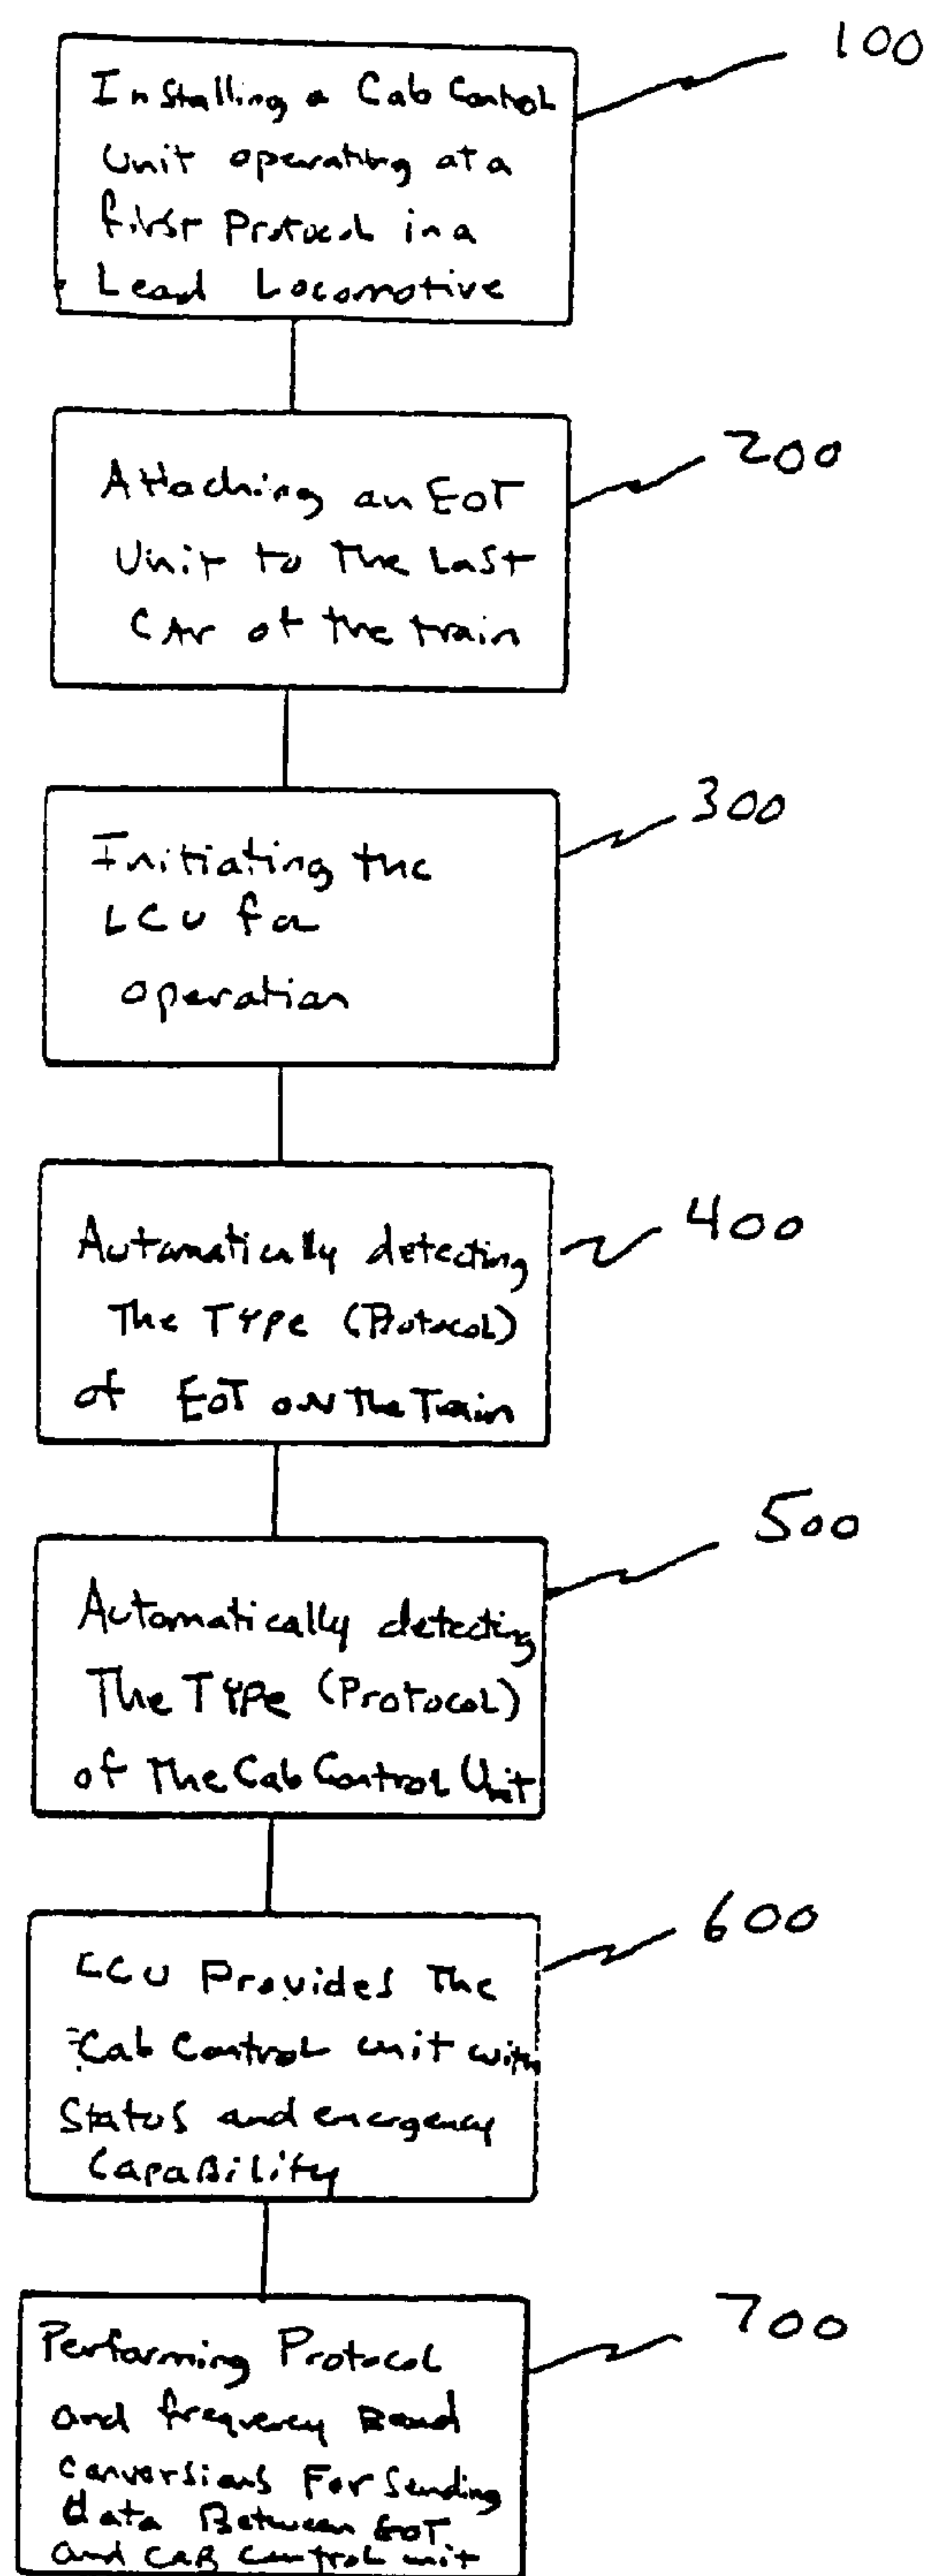 100
Installing a Cab Control
Unit operating at a
first Protocol in a
Lead Locomotive
200
Attaching an EOT
Unit to the Last
CAr of the train
300
Initiating the
LCU for
operation
400
Automatically detecting
The TYPE (Protocol)
of EOT oN The Train
500
Automatically detecting
The TYPe (Protocol)
of The Cab Control Unit
600
LCU Provides The
Cab Control unit with
Status and emergency
CapaBility
700
Performing Protocol
and frequency Band
conversions For Sending
data Between EOT
and CAB Control unit